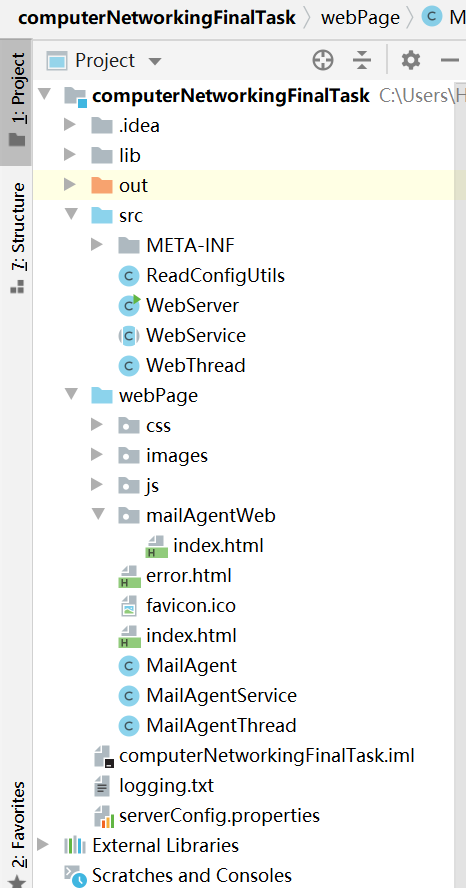 computerNetworkingFinalTask webPage M
1: Project
Project
computerNetworkingFinalTask C:\Users\H
.idea
lib
out
src
META-INF
ReadConfigUtils
WebServer
WebService
WebThread
webPage
css
images
js
mailAgentWeb
index.html
error.html
favicon.ico
index.html
MailAgent
MailAgentService
MailAgentThread
computerNetworkingFinalTask.iml
logging.txt
serverConfig.properties
External Libraries
Scratches and Consoles
7: Structure
2: Favorites